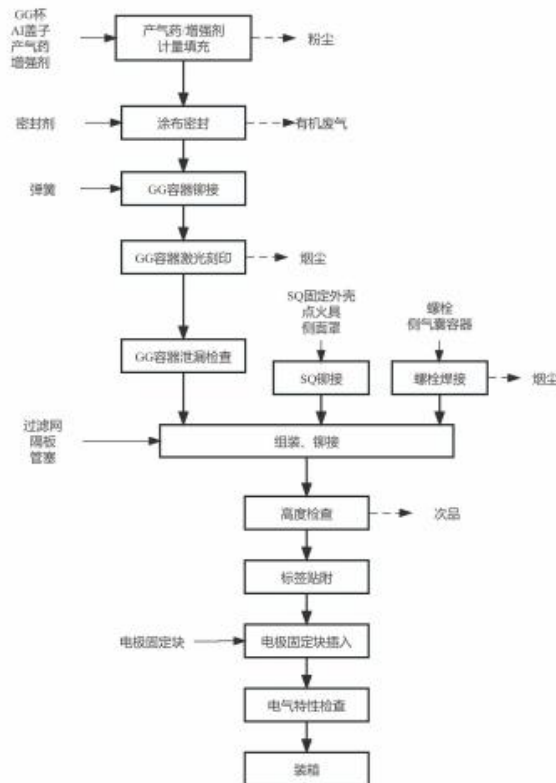 GG杯
AI盖子
产气药
增强剂
产气药/增强剂
计量填充
粉尘
密封剂
涂布密封
有机废气
弹簧
GG容器铆接
GG容器激光刻印
烟尘
SQ固定外壳
点火具
侧面罩
螺栓
侧气囊容器
GG容器泄漏检查
SQ铆接
螺栓焊接
烟尘
过滤网
隔板
管塞
组装、铆接
高度检查
次品
标签贴附
电极固定块
电极固定块插入
电气特性检查
装箱